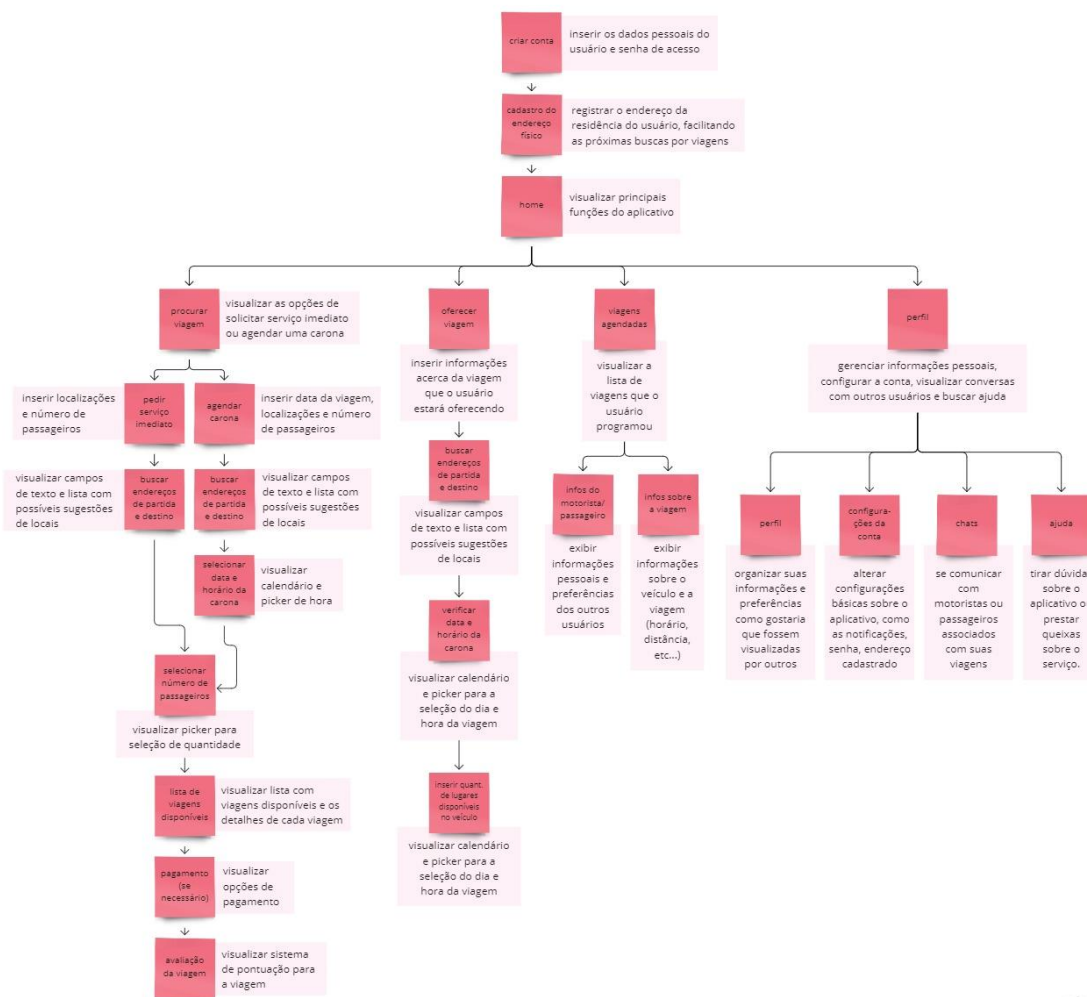 criar conta
inserir os dados pessoais do
usuário e senha de acesso
cadastro do
endereço
físico
registrar o endereço da
residência do usuário, facilitando
as próximas buscas por viagens
home
visualizar principais
funções do aplicativo
procurar
viagem
visualizar as opções de
solicitar serviço imediato
ou agendar uma carona
oferecer
viagem
inserir informações
acerca da viagem
que o usuário
estará oferecendo
viagens
agendadas
visualizar a
lista de
viagens que o
usuário
programou
perfil
gerenciar informações pessoais,
configurar a conta, visualizar conversas
com outros usuários e buscar ajuda
inserir localizações
e número de
passageiros
pedir
serviço
imediato
agendar
carona
inserir data da viagem,
localizações e número
de passageiros
visualizar campos
de texto e lista com
possíveis sugestões
de locais
buscar
endereços
de partida
e destino
buscar
endereços
de partida
e destino
visualizar campos
de texto e lista com
possíveis sugestões
de locais
selecionar
data e
horário da
carona
visualizar
calendário e
picker de hora
selecionar
número de
passageiros
visualizar picker para
seleção de quantidade
lista de
viagens
disponíveis
visualizar lista com
viagens disponíveis e os
detalhes de cada viagem
pagamento
(se
necessário)
visualizar
opções de
pagamento
avaliação
da viagem
visualizar sistema
de pontuação para
a viagem
buscar
endereços
de partida
e destino
visualizar campos
de texto e lista com
possíveis sugestões
de locais
verificar
data e
horário da
carona
visualizar calendário
e picker para a
seleção do dia e
hora da viagem
inserir quant.
de lugares
disponíveis
no veículo
visualizar calendário
e picker para a
seleção do dia e
hora da viagem
infos do
motorista/
passageiro
exibir
informações
pessoais e
preferências
dos outros
usuários
infos sobre
a viagem
exibir
informações
sobre o
veículo e a
viagem
(horário,
distância,
etc...)
perfil
organizar suas
informações e
preferências
como gostaria
que fossem
visualizadas
por outros
configura-
ções da
conta
alterar
configurações
básicas sobre o
aplicativo, como
as notificações,
senha, endereço
cadastrado
chats
se comunicar
com
motoristas ou
passageiros
associados
com suas
viagens
ajuda
tirar dúvida
sobre o
aplicativo o
prestar
queixas
sobre o
serviço.